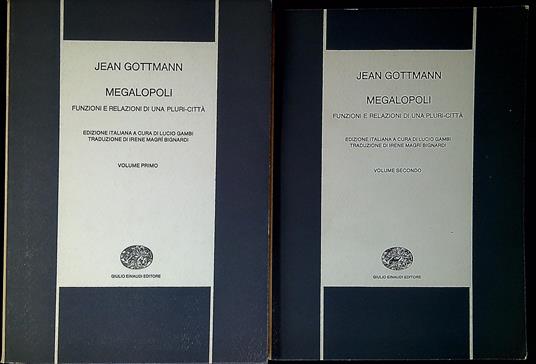 JEAN GOTTMANN
MEGALOPOLI
FUNZIONI E RELAZIONI DI UNA PLURI-CITTÀ
EDIZIONE ITALIANA A CURA DI LUCIO GAMBI
TRADUZIONE DI IRENE MAGRÍ BIGNARDI
VOLUME PRIMO
GIULIO EINAUDI EDITORE
JEAN GOTTMANN
MEGALOPOLI
FUNZIONI E RELAZIONI DI UNA PLURI-CITTÀ
EDIZIONE ITALIANA A CURA DI LUCIO GAMBI
TRADUZIONE DI IRENE MAGRÍ BIGNARDI
VOLUME SECONDO
GIULIO EINAUDI EDITORE